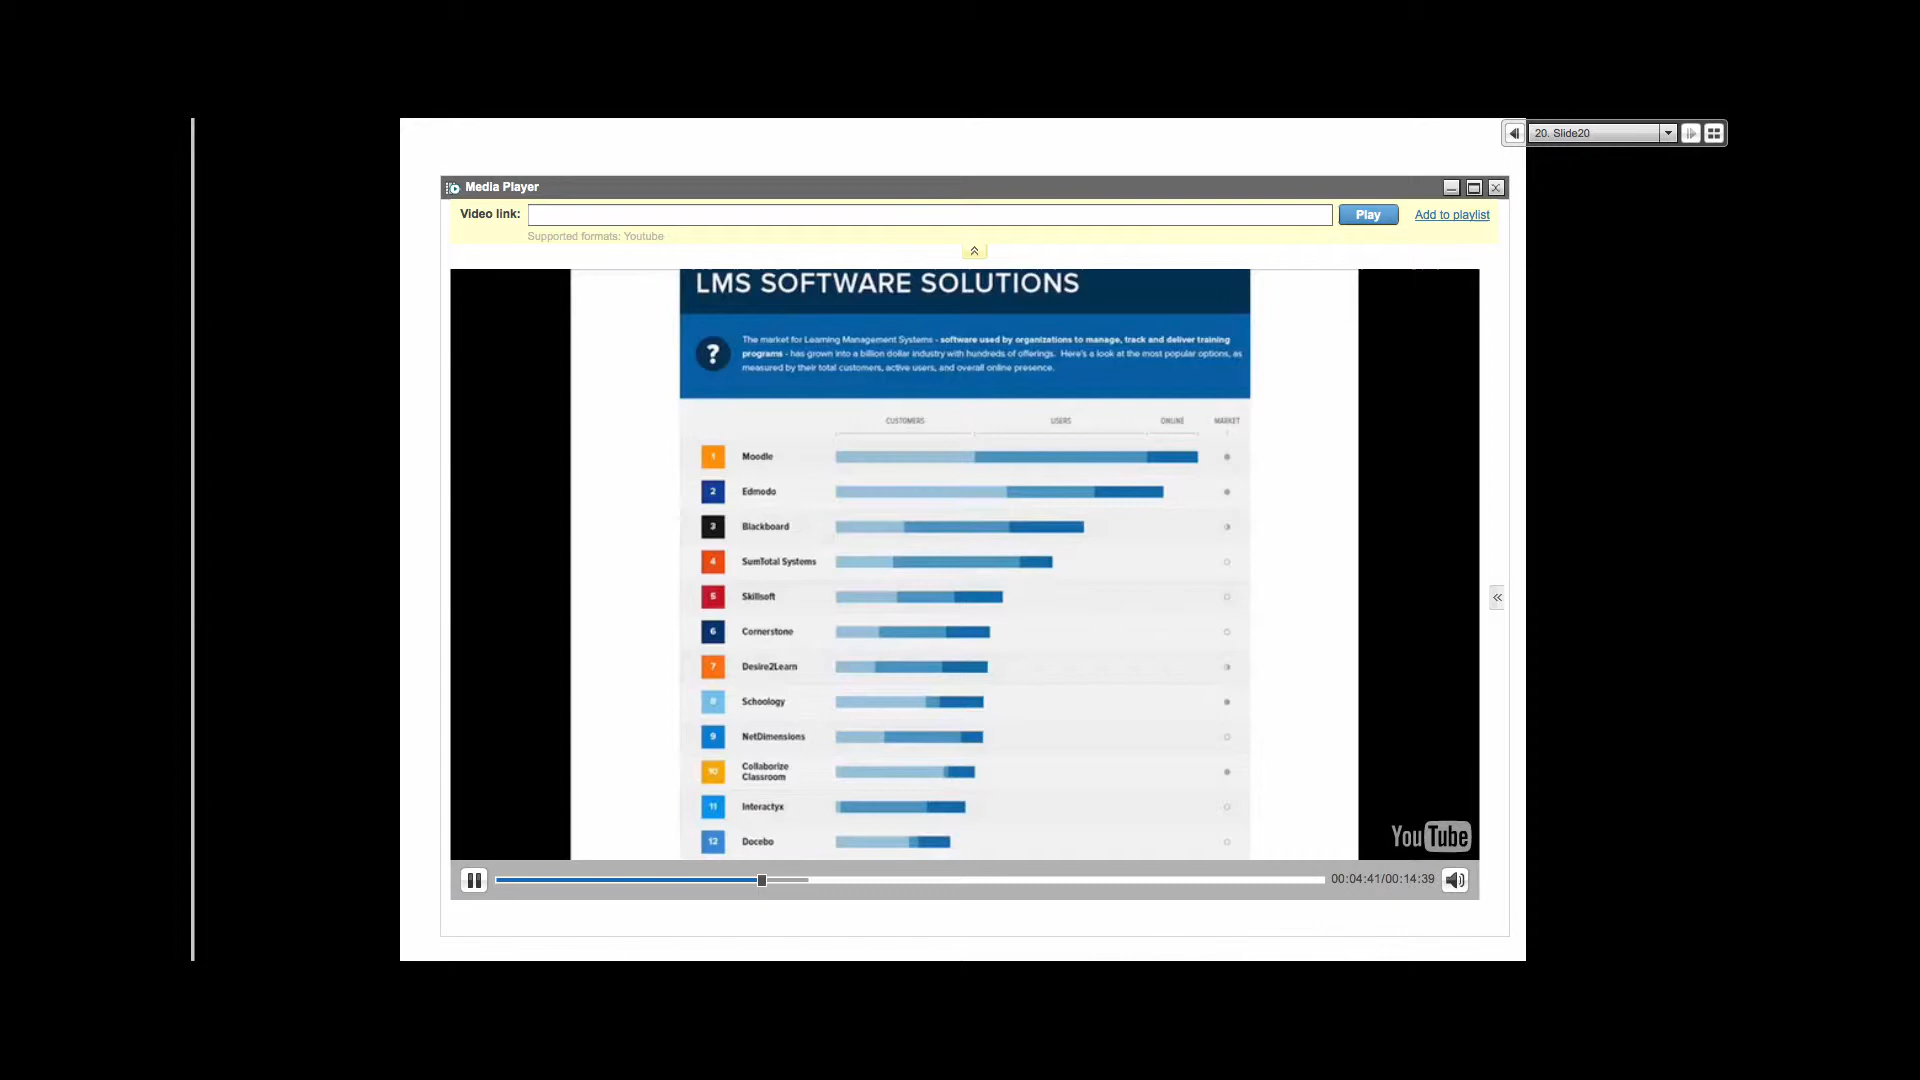 20. Slide20
Media Player
Video link:
Play
Add to playlist
Supported formats: Youtube
LMS SOFTWARE SOLUTIONS
?
The market for Learning Management Systems - software used by organizations to manage, track and deliver training
programs - has grown into a billion dollar industry with hundreds of offerings. Here's a look at the most popular options, as
measured by their total customers, active users, and overall online presence.
CUSTOMERS USERS ONLINE MARKET
1 Moodle
2 Edmodo
3 Blackboard
4 SumTotal Systems
5 Skillsoft
6 Cornerstone
7 Desire2Learn
8 Schoology
9 NetDimensions
10 Collaborize
Classroom
11 Interactyx
12 Docebo
YouTube
00:04:41/00:14:39